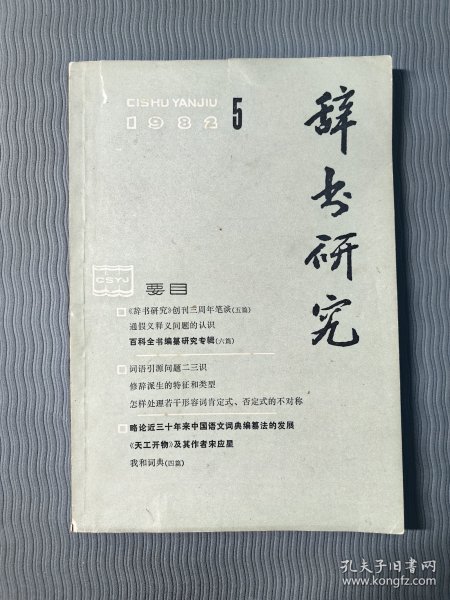 CISHU YANJIU
1982 5
辞书研究
CSYJ
要目
《辞书研究》创刊三周年笔谈(五篇)
通假义释义问题的认识
百科全书编纂研究专辑(六篇)
词语引源问题二三识
修辞派生的特征和类型
怎样处理若干形容词肯定式、否定式的不对称
略论近三十年来中国语文词典编纂法的发展
《天工开物》及其作者宋应星
我和词典(四篇)
孔夫子旧书网
www.kongfz.com